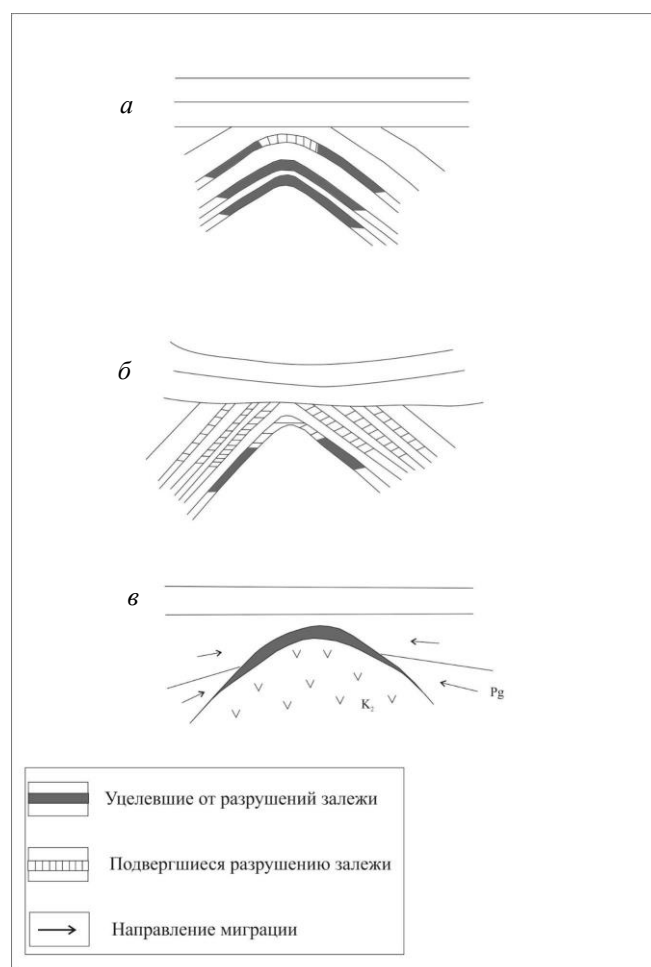 а
б
в
Pg
K₂
Уцелевшие от разрушений залежи
Подвергшиеся разрушению залежи
Направление миграции